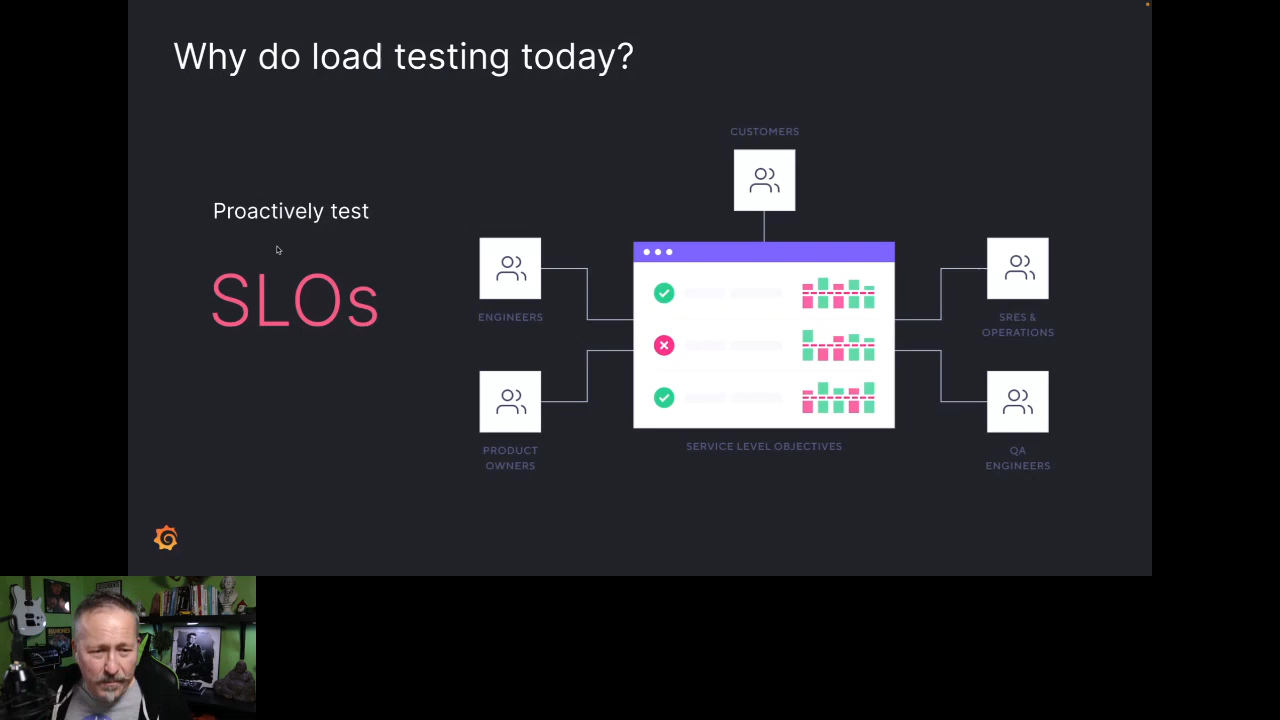 Why do load testing today?
CUSTOMERS
Proactively test
SLOs
ENGINEERS
SRES &
OPERATIONS
PRODUCT
OWNERS
SERVICE LEVEL OBJECTIVES
QA
ENGINEERS